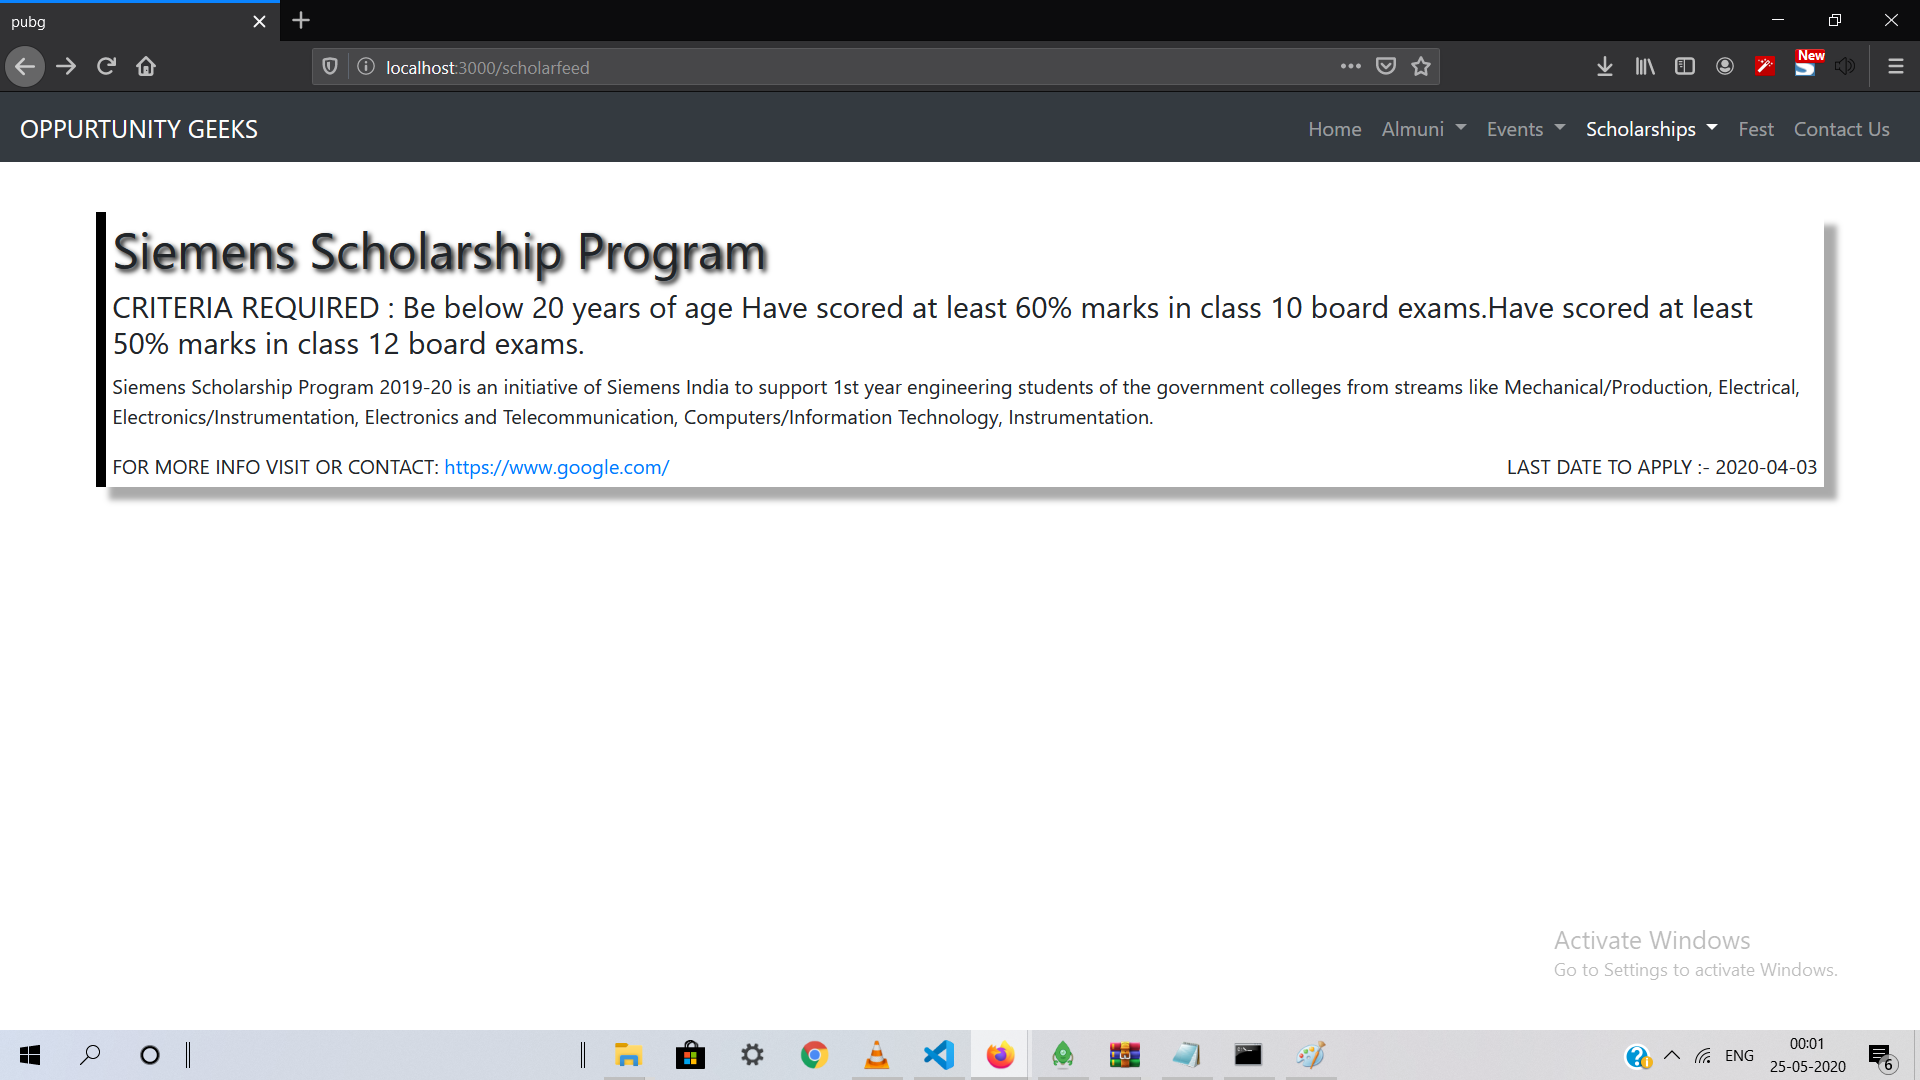 pubg
New
localhost:3000/scholarfeed
OPPURTUNITY GEEKS
Home Almuni Events Scholarships Fest Contact Us
Siemens Scholarship Program
CRITERIA REQUIRED : Be below 20 years of age Have scored at least 60% marks in class 10 board exams.Have scored at least
50% marks in class 12 board exams.
Siemens Scholarship Program 2019-20 is an initiative of Siemens India to support 1st year engineering students of the government colleges from streams like Mechanical/Production, Electrical,
Electronics/Instrumentation, Electronics and Telecommunication, Computers/Information Technology, Instrumentation.
FOR MORE INFO VISIT OR CONTACT: https://www.google.com/ LAST DATE TO APPLY :- 2020-04-03
Activate Windows
Go to Settings to activate Windows.
ENG
00:01
25-05-2020
6